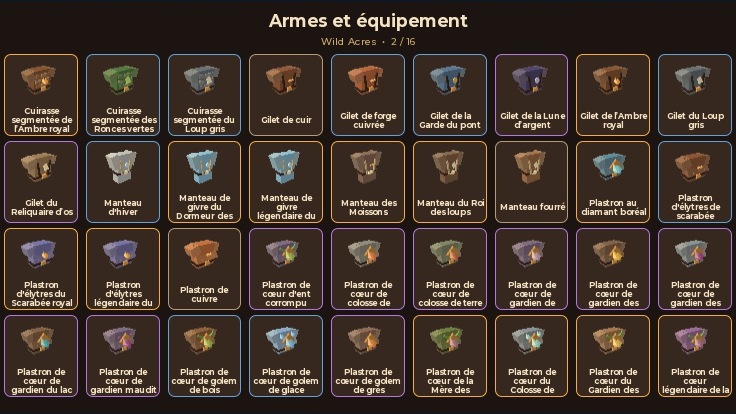 Armes et équipement
Wild Acres • 2 / 16
Cuirasse
segmentée de
l'Ambre royal
Cuirasse
segmentée des
Ronces vertes
Cuirasse
segmentée du
Loup gris
Gilet de cuir
Gilet de forge
cuivrée
Gilet de la
Garde du pont
Gilet de la Lune
d'argent
Gilet de l'Ambre
royal
Gilet du Loup
gris
Gilet du
Reliquaire d'os
Manteau
d'hiver
Manteau de
givre du
Dormeur des
Manteau de
givre
légendaire du
Manteau des
Moissons
Manteau du Roi
des loups
Manteau fourré
Plastron au
diamant boréal
Plastron
d'élytres de
scarabée
Plastron
d'élytres du
Scarabée royal
Plastron
d'élytres
légendaire du
Plastron de
cuivre
Plastron de
cœur d'ent
corrompu
Plastron de
cœur de
colosse de
Plastron de
cœur de
colosse de terre
Plastron de
cœur de
gardien de
Plastron de
cœur de
gardien des
Plastron de
cœur de
gardien des
Plastron de
cœur de
gardien du lac
Plastron de
cœur de
gardien maudit
Plastron de
cœur de golem
de bois
Plastron de
cœur de golem
de glace
Plastron de
cœur de golem
de grès
Plastron de
cœur de la
Mère des
Plastron de
cœur du
Colosse de
Plastron de
cœur du
Gardien des
Plastron de
cœur
légendaire de la